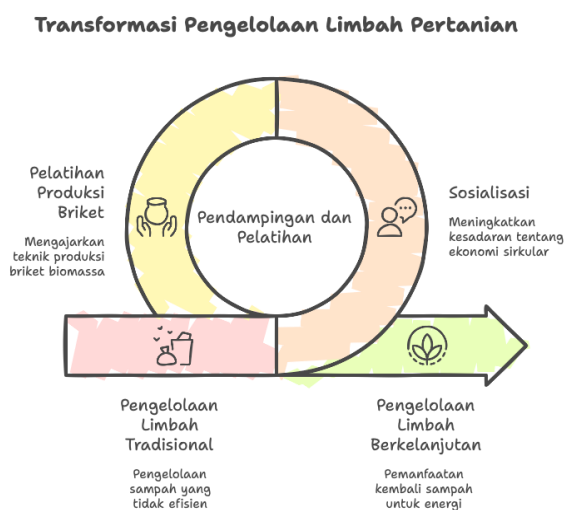 Transformasi Pengelolaan Limbah Pertanian
Pelatihan
Produksi
Briket
Mengajarkan
teknik produksi
briket biomassa
Pendampingan dan
Pelatihan
Sosialisasi
Meningkatkan
kesadaran tentang
ekonomi sirkular
Pengelolaan
Limbah
Tradisional
Pengelolaan
sampah yang
tidak efisien
Pengelolaan
Limbah
Berkelanjutan
Pemanfaatan
kembali sampah
untuk energi